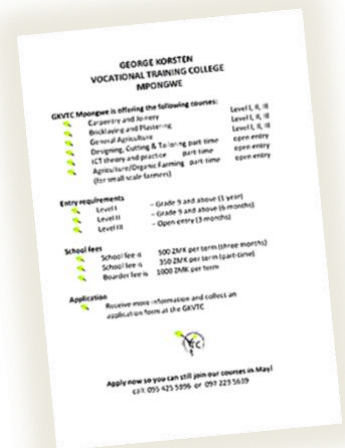 GEORGE KORSTEN
VOCATIONAL TRAINING COLLEGE
MPONGWE
GKVTC Mpongwe is offering the following courses:
Carpentry and Joinery Level I, II, III
Bricklaying and Plastering Level I, II, III
General Agriculture Level I, II, III
Designing, Cutting & Tailoring part time open entry
ICT theory and practice part time open entry
Agriculture/Organic Farming part time open entry
(for small scale farmers)
Entry requirements
Level I – Grade 9 and above (1 year)
Level II – Grade 9 and above (6 months)
Level III – Open entry (3 months)
School fees
School fee is 500 ZMK per term (three months)
School fee is 350 ZMK per term (part-time)
Boarder fee is 1000 ZMK per term
Application
Receive more information and collect an
application form at the GKVTC
Apply now so you can still join our courses in May!
call: 095 425 5096 or 097 229 5639